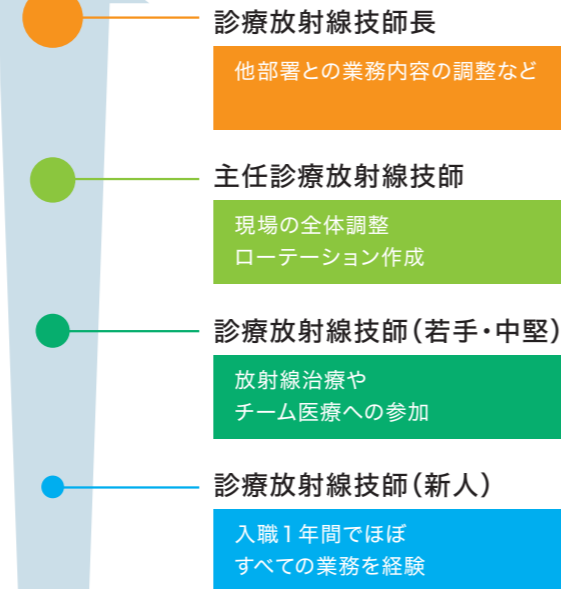 診療放射線技師長
他部署との業務内容の調整など
主任診療放射線技師
現場の全体調整
ローテーション作成
診療放射線技師(若手・中堅)
放射線治療や
チーム医療への参加
診療放射線技師(新人)
入職1年間でほぼ
すべての業務を経験